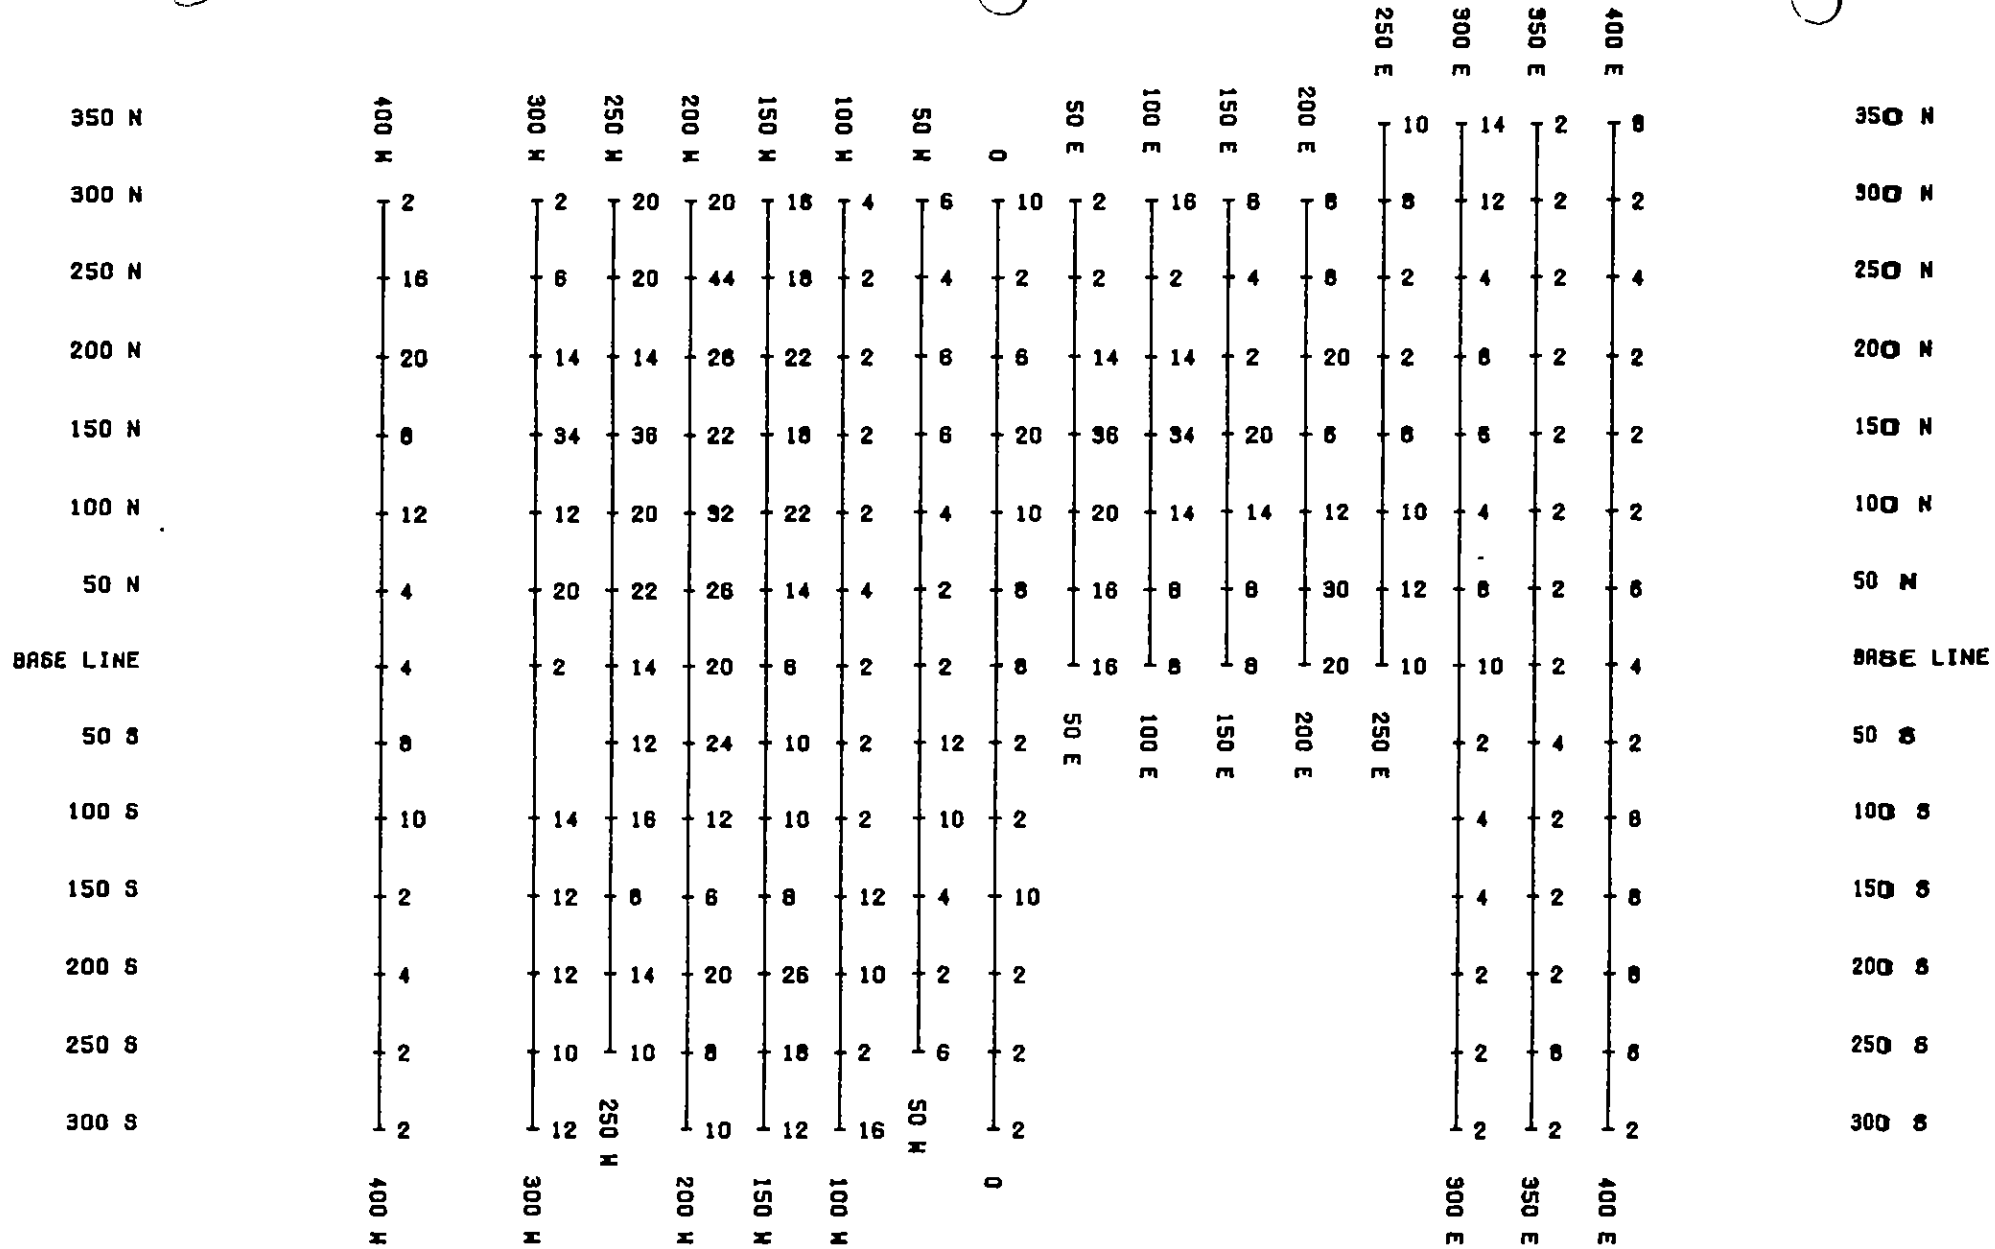 250 E 300 E 350 E 400 E
350 N 400 W 300 W 250 W 200 W 150 W 100 W 50 W 0 50 E 100 E 150 E 200 E 10 14 2 8 350 N
300 N 2 2 20 20 18 4 6 10 2 16 8 8 8 12 2 2 300 N
250 N 16 6 20 44 18 2 4 2 2 2 4 8 2 4 2 4 250 N
200 N 20 14 14 26 22 2 6 6 14 14 2 20 2 8 2 2 200 N
150 N 8 34 36 22 18 2 6 20 36 34 20 6 8 6 2 2 150 N
100 N 12 12 20 32 22 2 4 10 20 14 14 12 10 4 2 2 100 N
50 N 4 20 22 26 14 4 2 8 16 8 8 30 12 8 2 6 50 N
BASE LINE 4 2 14 20 8 2 2 8 16 8 8 20 10 10 2 4 BASE LINE
50 S 8 12 24 10 2 12 2 50 E 100 E 150 E 200 E 250 E 2 4 2 50 S
100 S 10 14 16 12 10 2 10 2 4 2 8 100 S
150 S 2 12 8 6 8 12 4 10 4 2 8 150 S
200 S 4 12 14 20 26 10 2 2 2 2 8 200 S
250 S 2 10 10 8 18 2 6 2 2 8 8 250 S
300 S 2 12 250 W 10 12 16 50 W 2 2 2 2 300 S
400 W 300 W 200 W 150 W 100 W 0 300 E 350 E 400 E